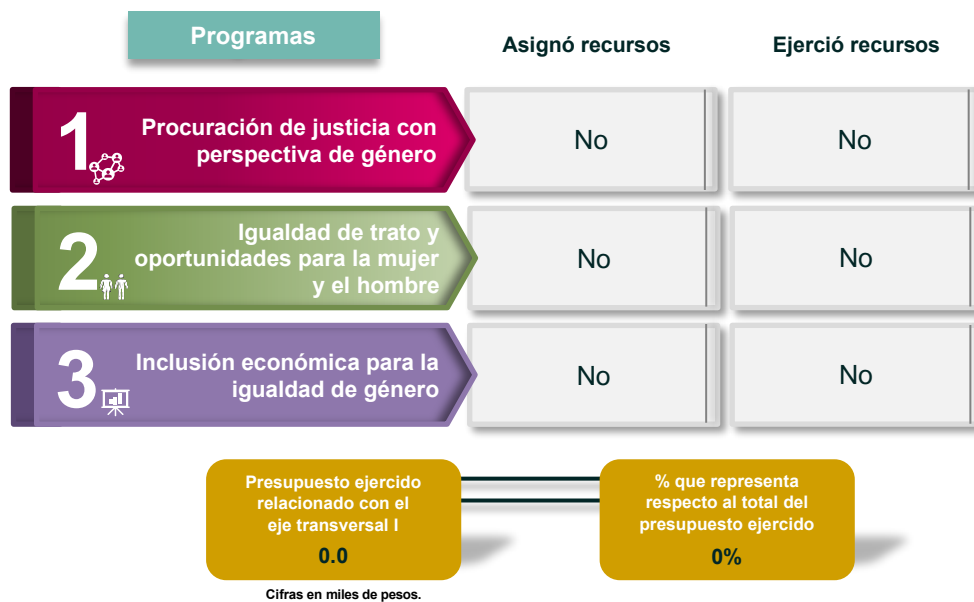 Programas
Asignó recursos
Ejerció recursos
1
Procuración de justicia con
perspectiva de género
No
No
2
Igualdad de trato y
oportunidades para la mujer
y el hombre
No
No
3
Inclusión económica para la
igualdad de género
No
No
Presupuesto ejercido
relacionado con el
eje transversal I
0.0
% que representa
respecto al total del
presupuesto ejercido
0%
Cifras en miles de pesos.